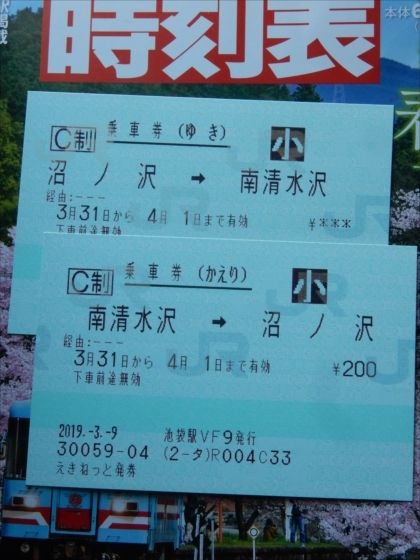 時刻表
本体6
春
C制 乗車券(ゆき) 小
沼ノ沢 → 南清水沢
経由:---
3月31日から 4月 1日まで有効 ¥***
下車前途無効
C制 乗車券(かえり) 小
南清水沢 → 沼ノ沢
経由:---
3月31日から 4月 1日まで有効 ¥200
下車前途無効
2019.-3.-9 池袋駅VF9発行
30059-04 (2-タ)R004C33
えきねっと発券